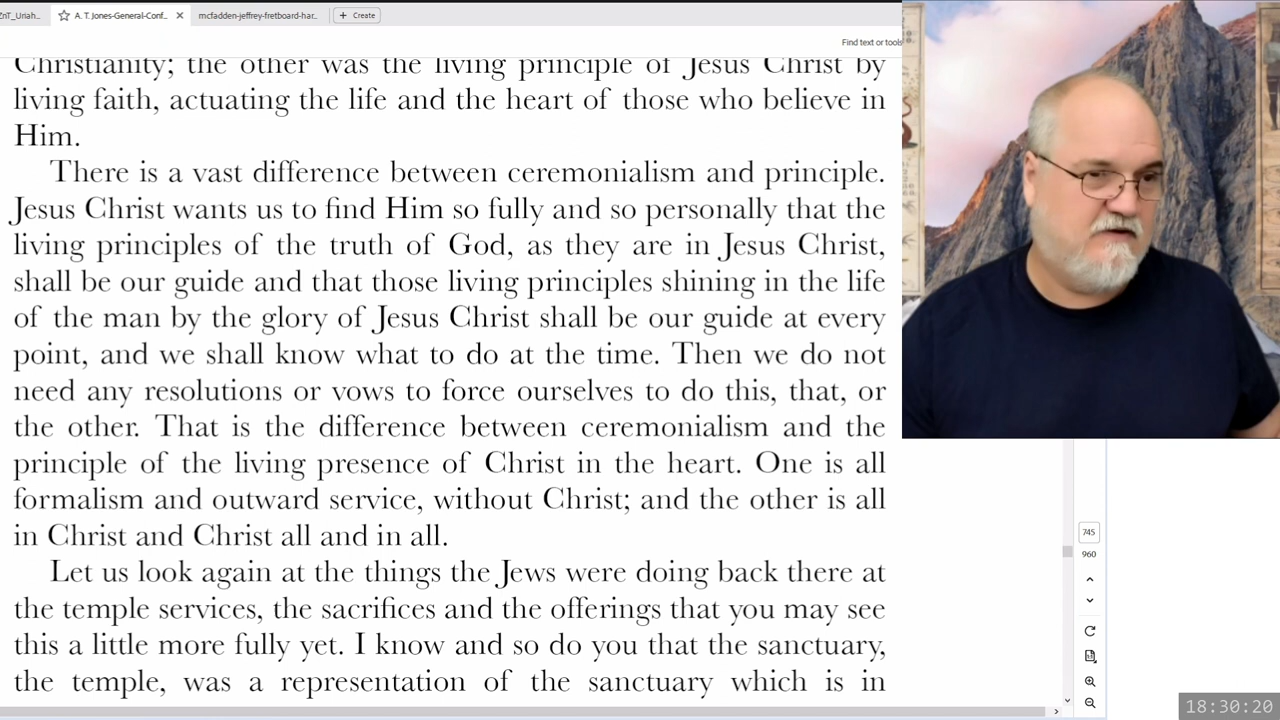 ZnT_Uriah...
A. T. Jones-General-Conf...
mcfadden-jeffrey-fretboard-har...
Create
Find text or tools
Christianity; the other was the living principle of Jesus Christ by
living faith, actuating the life and the heart of those who believe in
Him.
There is a vast difference between ceremonialism and principle.
Jesus Christ wants us to find Him so fully and so personally that the
living principles of the truth of God, as they are in Jesus Christ,
shall be our guide and that those living principles shining in the life
of the man by the glory of Jesus Christ shall be our guide at every
point, and we shall know what to do at the time. Then we do not
need any resolutions or vows to force ourselves to do this, that, or
the other. That is the difference between ceremonialism and the
principle of the living presence of Christ in the heart. One is all
formalism and outward service, without Christ; and the other is all
in Christ and Christ all and in all.
Let us look again at the things the Jews were doing back there at
the temple services, the sacrifices and the offerings that you may see
this a little more fully yet. I know and so do you that the sanctuary,
the temple, was a representation of the sanctuary which is in
745
960
18:30:20